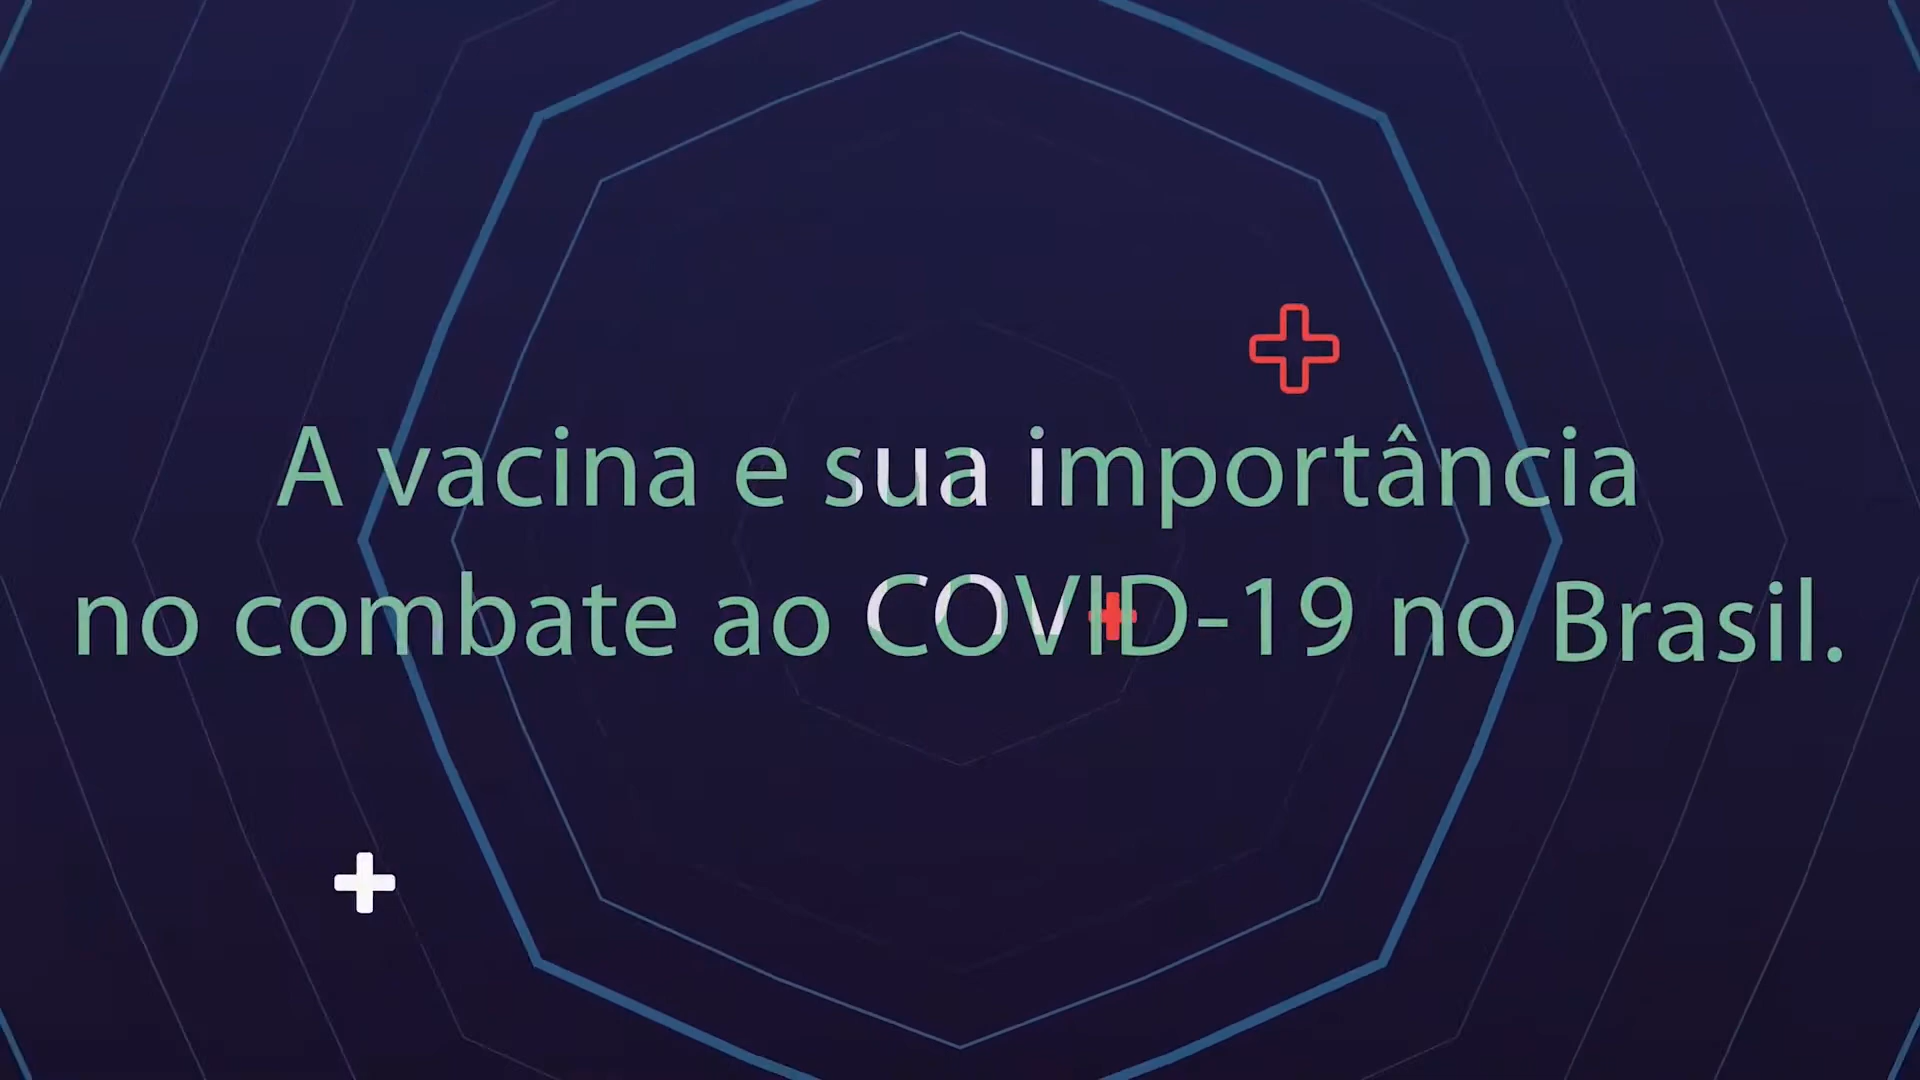 A vacina e sua importância
no combate ao COVID-19 no Brasil.